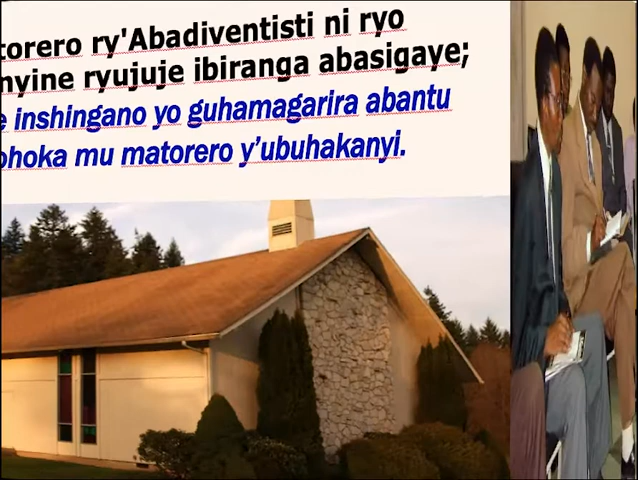 torero ry'Abadiventisti ni ryo
nyine ryujuje ibiranga abasigaye;
e inshingano yo guhamagarira abantu
ohoka mu matorero y'ubuhakanyi.